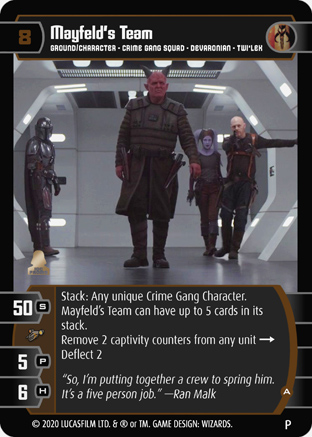 8
Mayfeld's Team
GROUND/CHARACTER - CRIME GANG SQUAD - DEVARONIAN - TWI'LEK
50 S
5 P
6 H
Stack: Any unique Crime Gang Character.
Mayfeld's Team can have up to 5 cards in its
stack.
Remove 2 captivity counters from any unit →
Deflect 2
"So, I'm putting together a crew to spring him.
It's a five person job." —Ran Malk
A
© 2020 LUCASFILM LTD. & ® or TM. GAME DESIGN: WIZARDS.
P